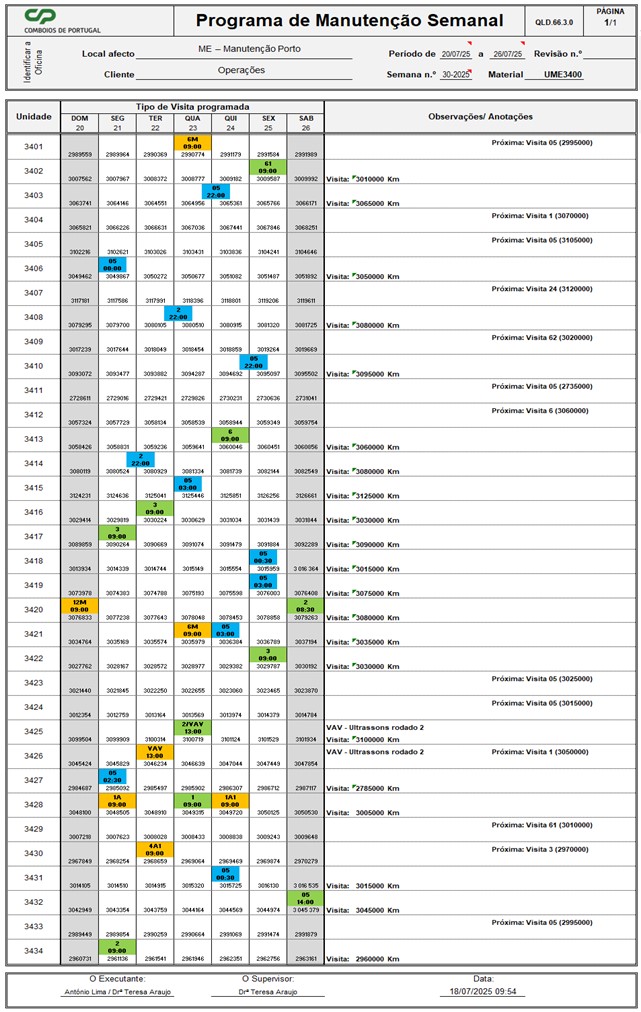 CP
COMBOIOS DE PORTUGAL
Programa de Manutenção Semanal
QLD.66.3.0
PÁGINA
1/1
Identificar a Oficina
Local afecto ME – Manutenção Porto
Período de 20/07/25 a 26/07/25 Revisão n.º
Cliente Operações
Semana n.º 30-2025 Material UME3400
Unidade Tipo de Visita programada Observações/ Anotações
DOM SEG TER QUA QUI SEX SAB
20 21 22 23 24 25 26
3401 6M 09:00 Próxima: Visita 05 (2995000)
2989559 2989964 2990369 2990774 2991179 2991584 2991989
3402 61 09:00
3007562 3007967 3008372 3008777 3009182 3009587 3009992 Visita: 3010000 Km
3403 05 22:00
3063741 3064146 3064551 3064956 3065361 3065766 3066171 Visita: 3065000 Km
3404 Próxima: Visita 1 (3070000)
3065821 3066226 3066631 3067036 3067441 3067846 3068251
3405 Próxima: Visita 05 (3105000)
3102216 3102621 3103026 3103431 3103836 3104241 3104646
3406 05 00:00
3049462 3049867 3050272 3050677 3051082 3051487 3051892 Visita: 3050000 Km
3407 Próxima: Visita 24 (3120000)
3117181 3117586 3117991 3118396 3118801 3119206 3119611
3408 2 22:00
3079295 3079700 3080105 3080510 3080915 3081320 3081725 Visita: 3080000 Km
3409 Próxima: Visita 62 (3020000)
3017239 3017644 3018049 3018454 3018859 3019264 3019669
3410 05 22:00
3093072 3093477 3093882 3094287 3094692 3095097 3095502 Visita: 3095000 Km
3411 Próxima: Visita 05 (2735000)
2728611 2729016 2729421 2729826 2730231 2730636 2731041
3412 Próxima: Visita 6 (3060000)
3057324 3057729 3058134 3058539 3058944 3059349 3059754
3413 6 09:00
3058426 3058831 3059236 3059641 3060046 3060451 3060856 Visita: 3060000 Km
3414 2 22:00
3080119 3080524 3080929 3081334 3081739 3082144 3082549 Visita: 3080000 Km
3415 05 03:00
3124231 3124636 3125041 3125446 3125851 3126256 3126661 Visita: 3125000 Km
3416 3 09:00
3029414 3029819 3030224 3030629 3031034 3031439 3031844 Visita: 3030000 Km
3417 3 09:00
3089859 3090264 3090669 3091074 3091479 3091884 3092289 Visita: 3090000 Km
3418 05 00:30
3013934 3014339 3014744 3015149 3015554 3015959 3 016 364 Visita: 3015000 Km
3419 05 03:00
3073978 3074383 3074788 3075193 3075598 3076003 3076408 Visita: 3075000 Km
3420 12M 09:00 2 08:30
3076833 3077238 3077643 3078048 3078453 3078858 3079263 Visita: 3080000 Km
3421 6M 09:00 05 03:00
3034764 3035169 3035574 3035979 3036384 3036789 3037194 Visita: 3035000 Km
3422 3 09:00
3027762 3028167 3028572 3028977 3029382 3029787 3030192 Visita: 3030000 Km
3423 Próxima: Visita 05 (3025000)
3021440 3021845 3022250 3022655 3023060 3023465 3023870
3424 Próxima: Visita 05 (3015000)
3012354 3012759 3013164 3013569 3013974 3014379 3014784
3425 2/VAV 13:00 VAV - Ultrassons rodado 2
3099504 3099909 3100314 3100719 3101124 3101529 3101934 Visita: 3100000 Km
3426 VAV 13:00 VAV - Ultrassons rodado 2 Próxima: Visita 1 (3050000)
3045424 3045829 3046234 3046639 3047044 3047449 3047854
3427 05 02:30
2984687 2985092 2985497 2985902 2986307 2986712 2987117 Visita: 2785000 Km
3428 1A 09:00 1 09:00 1A1 09:00
3048100 3048505 3048910 3049315 3049720 3050125 3050530 Visita: 3005000 Km
3429 Próxima: Visita 61 (3010000)
3007218 3007623 3008028 3008433 3008838 3009243 3009648
3430 4A1 09:00 Próxima: Visita 3 (2970000)
2967849 2968254 2968659 2969064 2969469 2969874 2970279
3431 05 00:30
3014105 3014510 3014915 3015320 3015725 3016130 3 016 535 Visita: 3015000 Km
3432 05 14:00
3042949 3043354 3043759 3044164 3044569 3044974 3 045 379 Visita: 3045000 Km
3433 Próxima: Visita 05 (2995000)
2989449 2989854 2990259 2990664 2991069 2991474 2991879
3434 2 09:00
2960731 2961136 2961541 2961946 2962351 2962756 2963161 Visita: 2960000 Km
O Executante: O Supervisor: Data:
António Lima / Drª Teresa Araujo Drª Teresa Araujo 18/07/2025 09:54